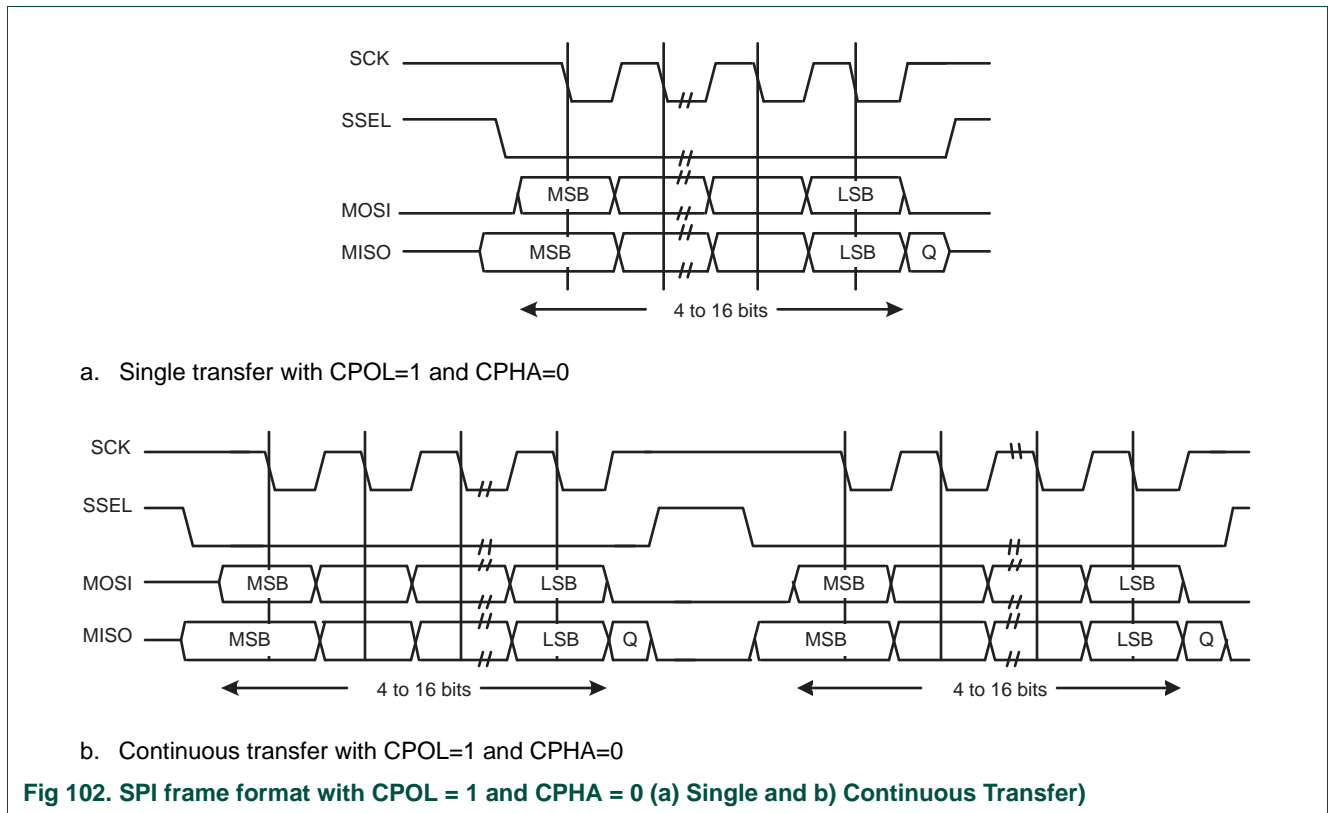 SCK
SSEL
MOSI MSB LSB
MISO MSB LSB Q
4 to 16 bits
a. Single transfer with CPOL=1 and CPHA=0
SCK
SSEL
MOSI MSB LSB MSB LSB
MISO MSB LSB Q MSB LSB Q
4 to 16 bits 4 to 16 bits
b. Continuous transfer with CPOL=1 and CPHA=0
Fig 102. SPI frame format with CPOL = 1 and CPHA = 0 (a) Single and b) Continuous Transfer)